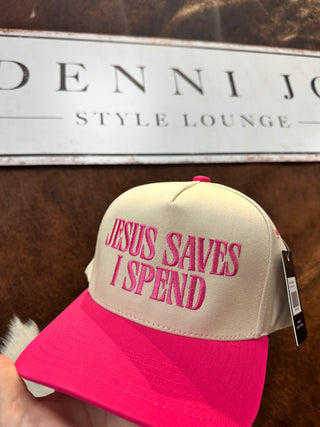 DENNI JO
STYLE LOUNGE
JESUS SAVES
I SPEND